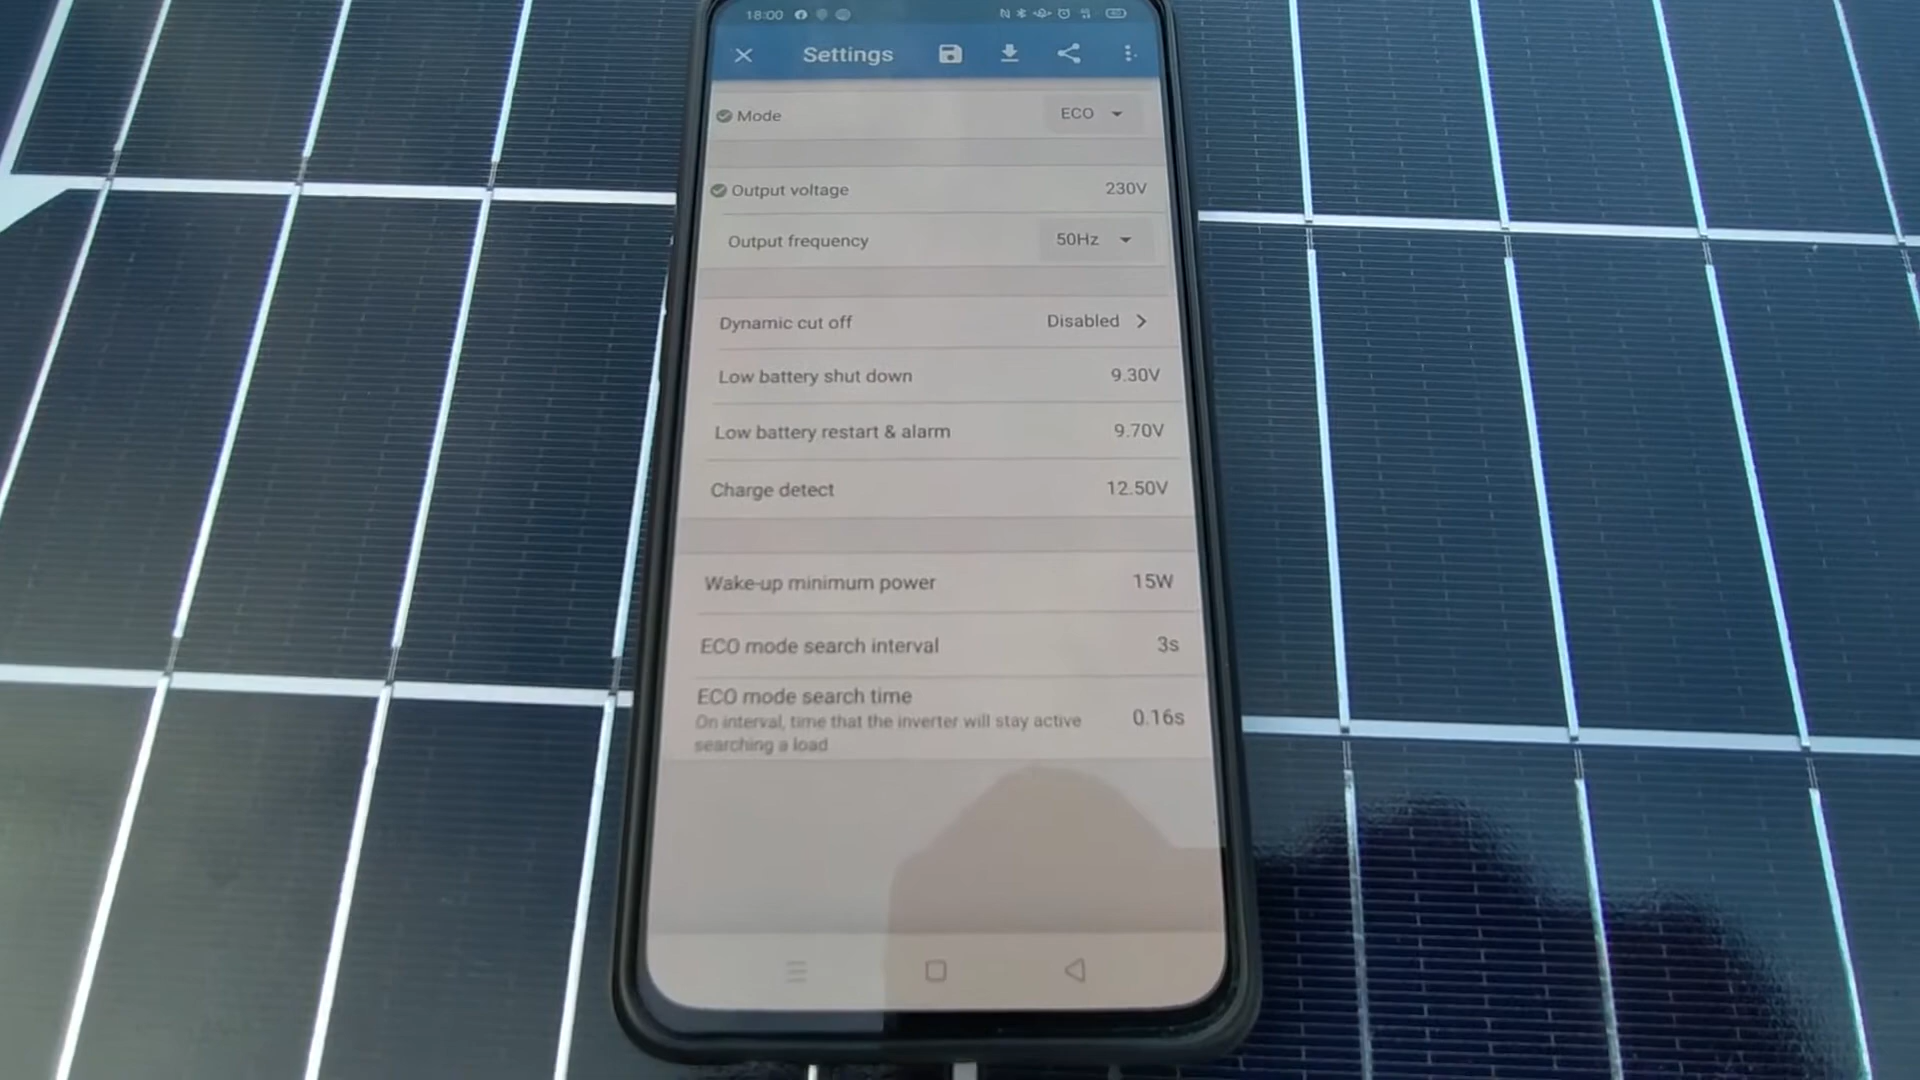 18:00
Settings
Mode ECO
Output voltage 230V
Output frequency 50Hz
Dynamic cut off Disabled
Low battery shut down 9.30V
Low battery restart & alarm 9.70V
Charge detect 12.50V
Wake-up minimum power 15W
ECO mode search interval 3s
ECO mode search time
On interval, time that the inverter will stay active 0.16s
searching a load